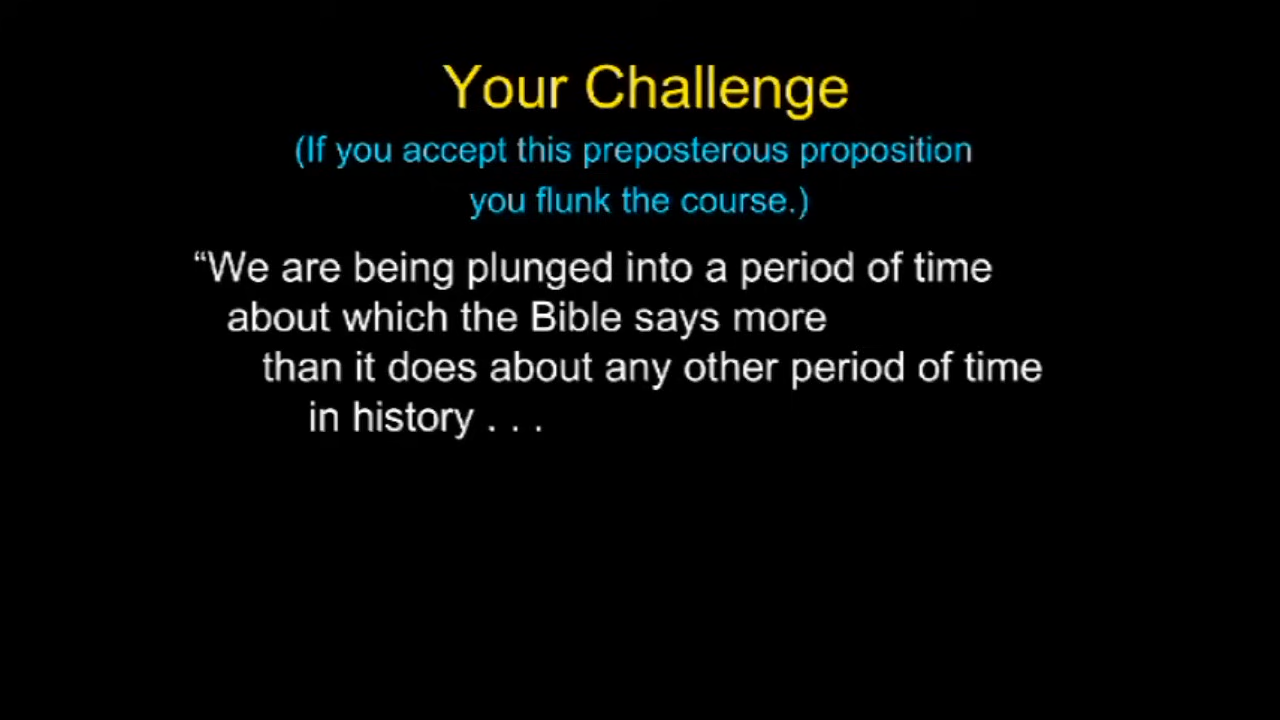 Your Challenge
(If you accept this preposterous proposition
you flunk the course.)
“We are being plunged into a period of time
about which the Bible says more
than it does about any other period of time
in history . . .